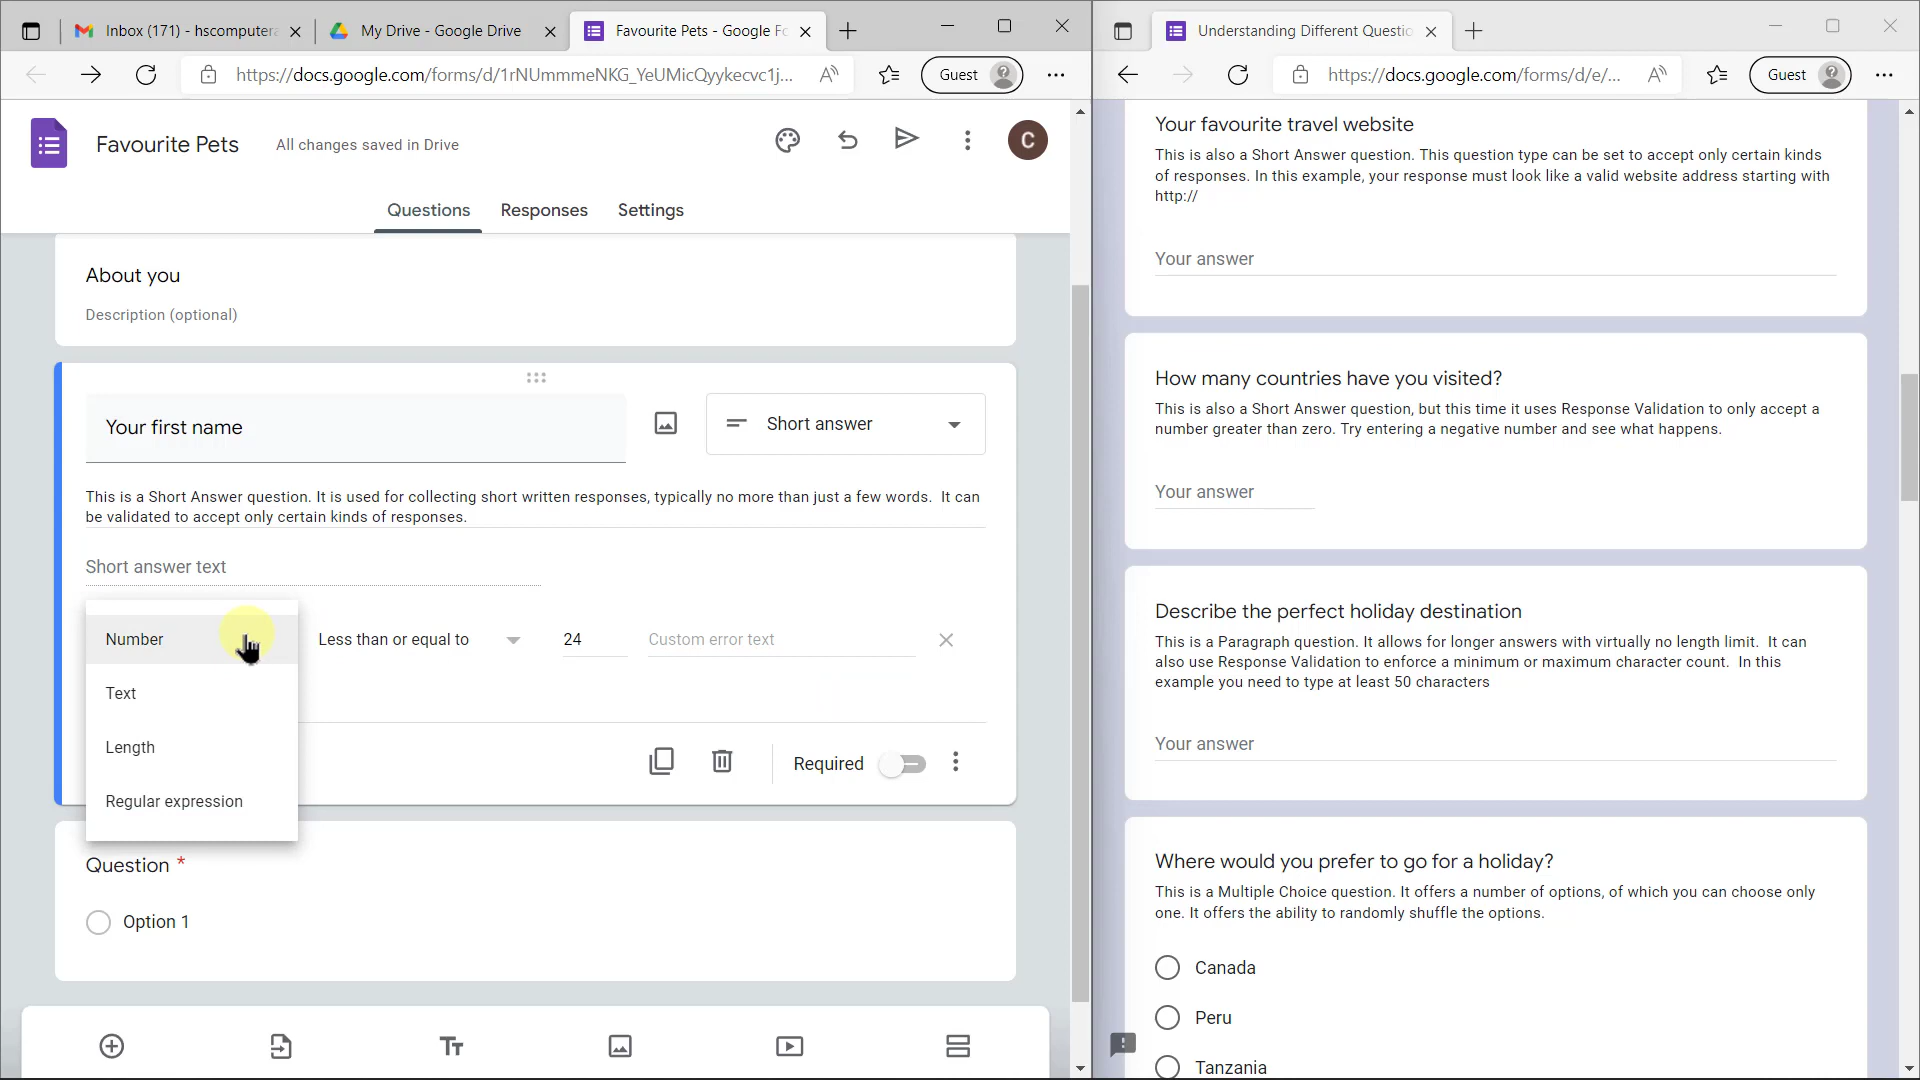 Inbox (171) - hscomputer
My Drive - Google Drive
Favourite Pets - Google Fo
https://docs.google.com/forms/d/1rNUmmmeNKG_YeUMicQyykecvc1j...
Guest
Favourite Pets
All changes saved in Drive
C
Questions
Responses
Settings
About you
Description (optional)
Your first name
Short answer
This is a Short Answer question. It is used for collecting short written responses, typically no more than just a few words. It can
be validated to accept only certain kinds of responses.
Short answer text
Number
Less than or equal to
24
Custom error text
Text
Length
Regular expression
Required
Question *
Option 1
Understanding Different Questio
https://docs.google.com/forms/d/e/...
Guest
Your favourite travel website
This is also a Short Answer question. This question type can be set to accept only certain kinds
of responses. In this example, your response must look like a valid website address starting with
http://
Your answer
How many countries have you visited?
This is also a Short Answer question, but this time it uses Response Validation to only accept a
number greater than zero. Try entering a negative number and see what happens.
Your answer
Describe the perfect holiday destination
This is a Paragraph question. It allows for longer answers with virtually no length limit. It can
also use Response Validation to enforce a minimum or maximum character count. In this
example you need to type at least 50 characters
Your answer
Where would you prefer to go for a holiday?
This is a Multiple Choice question. It offers a number of options, of which you can choose only
one. It offers the ability to randomly shuffle the options.
Canada
Peru
Tanzania